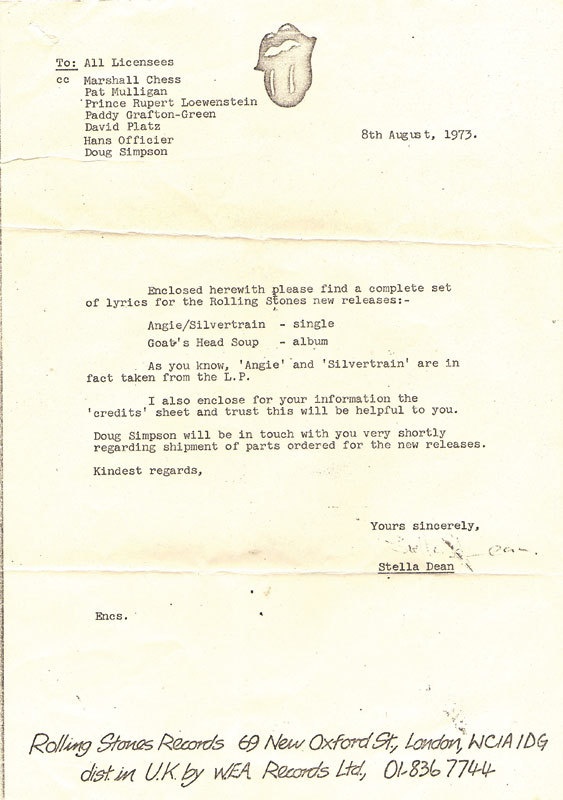 To: All Licensees
cc Marshall Chess
Pat Mulligan
Prince Rupert Loewenstein
Paddy Grafton-Green
David Platz
Hans Officier
Doug Simpson
8th August, 1973.
Enclosed herewith please find a complete set
of lyrics for the Rolling Stones new releases:-
Angie/Silvertrain - single
Goat's Head Soup - album
As you know, 'Angie' and 'Silvertrain' are in
fact taken from the L.P.
I also enclose for your information the
'credits' sheet and trust this will be helpful to you.
Doug Simpson will be in touch with you very shortly
regarding shipment of parts ordered for the new releases.
Kindest regards,
Yours sincerely,
Stella Dean
Encs.
Rolling Stones Records 69 New Oxford St., London, WC1A 1DG
dist. in U.K. by WEA Records Ltd., 01-836 7744